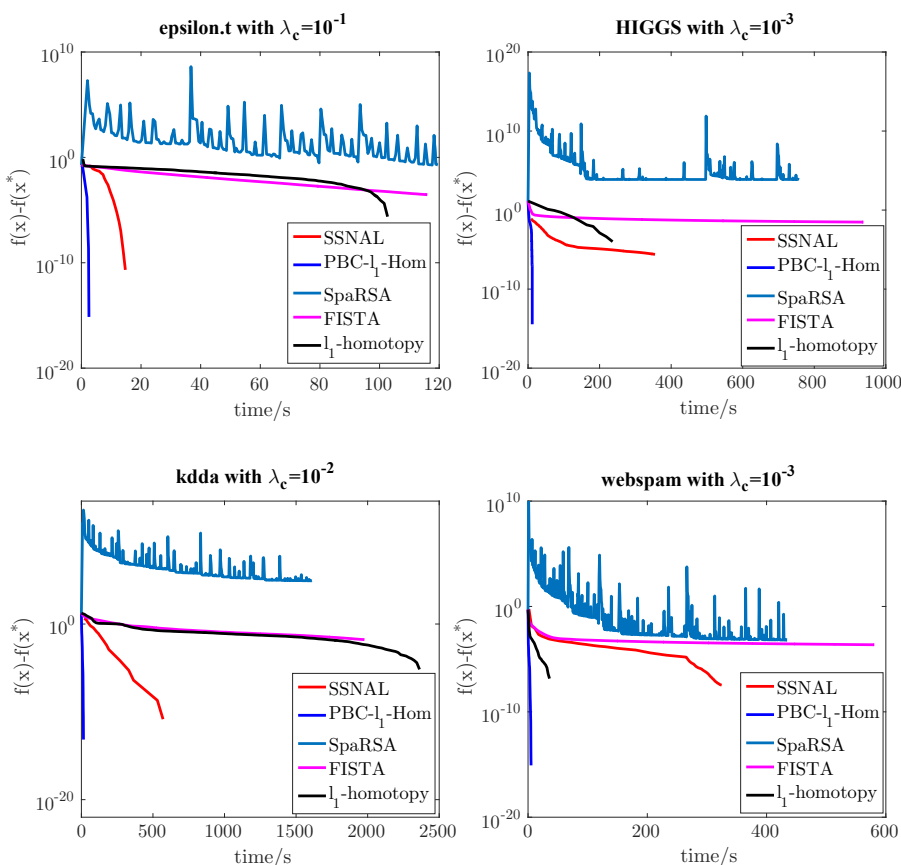 epsilon.t with λc=10^-1
f(x)-f(x*)
10^10
10^0
10^-10
10^-20
0 20 40 60 80 100 120
time/s
SSNAL
PBC-l1-Hom
SpaRSA
FISTA
l1-homotopy
HIGGS with λc=10^-3
f(x)-f(x*)
10^20
10^10
10^0
10^-10
10^-20
0 200 400 600 800 1000
time/s
SSNAL
PBC-l1-Hom
SpaRSA
FISTA
l1-homotopy
kdda with λc=10^-2
f(x)-f(x*)
10^0
10^-20
0 500 1000 1500 2000 2500
time/s
SSNAL
PBC-l1-Hom
SpaRSA
FISTA
l1-homotopy
webspam with λc=10^-3
f(x)-f(x*)
10^10
10^0
10^-10
10^-20
0 200 400 600
time/s
SSNAL
PBC-l1-Hom
SpaRSA
FISTA
l1-homotopy